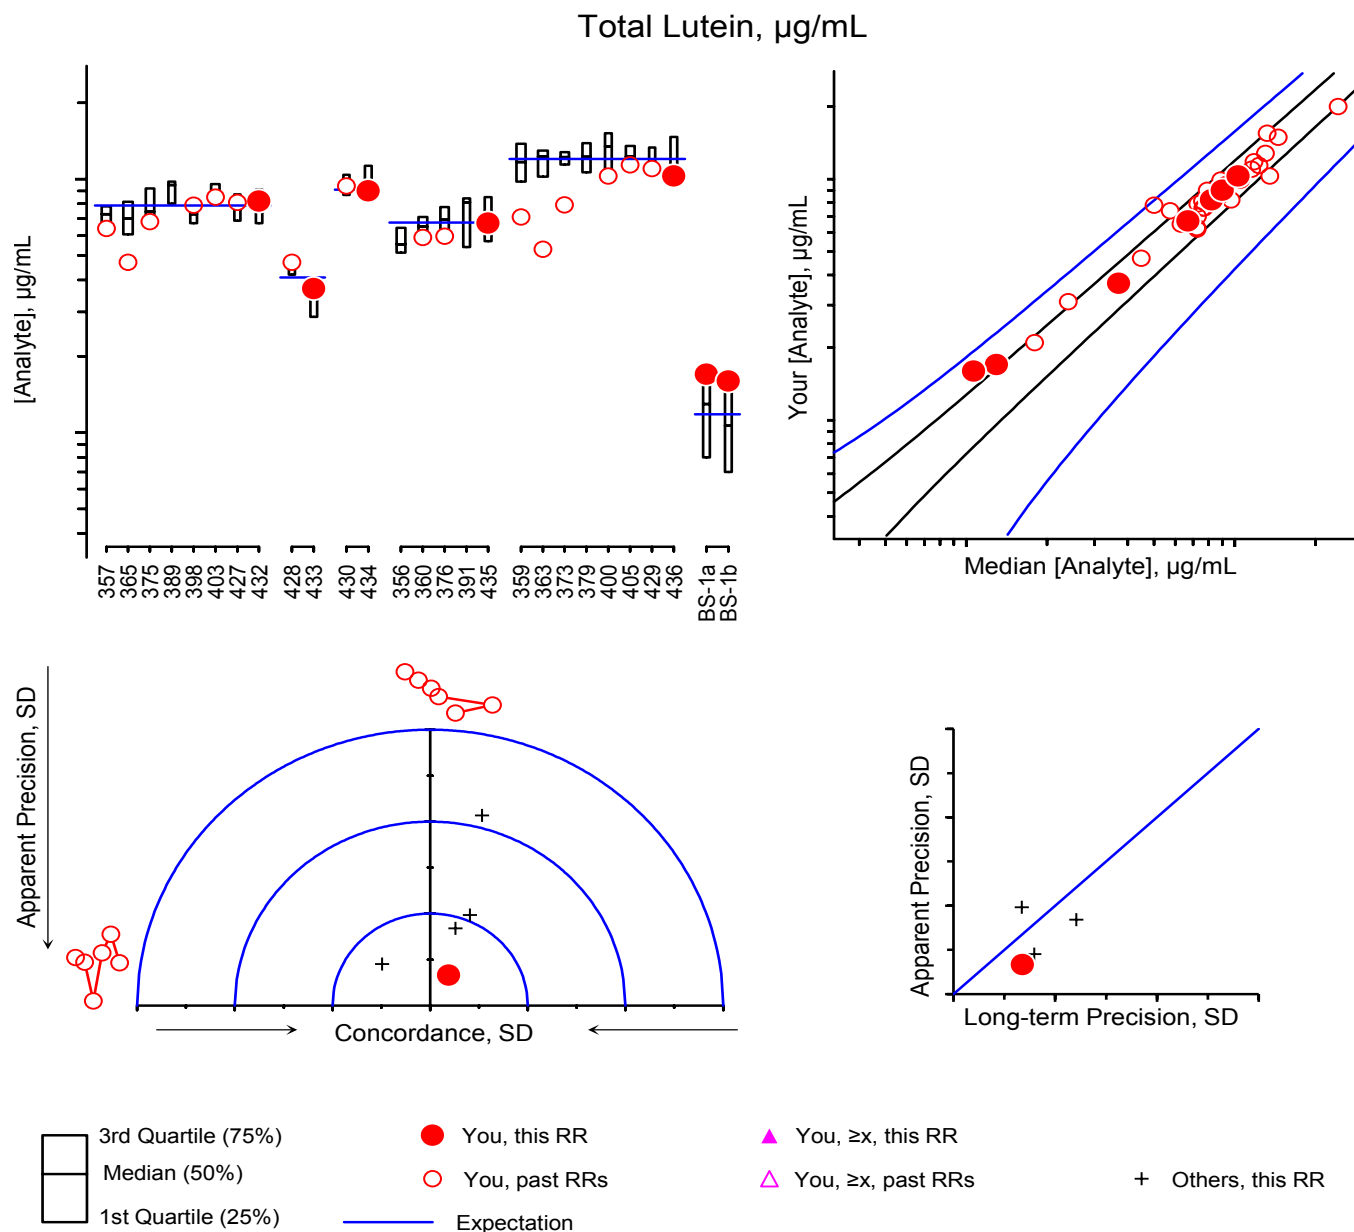 Total Lutein, µg/mL
[Analyte], µg/mL
357
365
375
389
398
403
427
432
428
433
430
434
356
360
376
391
435
359
363
373
379
400
405
429
436
BS-1a
BS-1b
Your [Analyte], µg/mL
Median [Analyte], µg/mL
Apparent Precision, SD
Concordance, SD
Apparent Precision, SD
Long-term Precision, SD
3rd Quartile (75%)
Median (50%)
1st Quartile (25%)
You, this RR
You, past RRs
Expectation
You, ≥x, this RR
You, ≥x, past RRs
Others, this RR